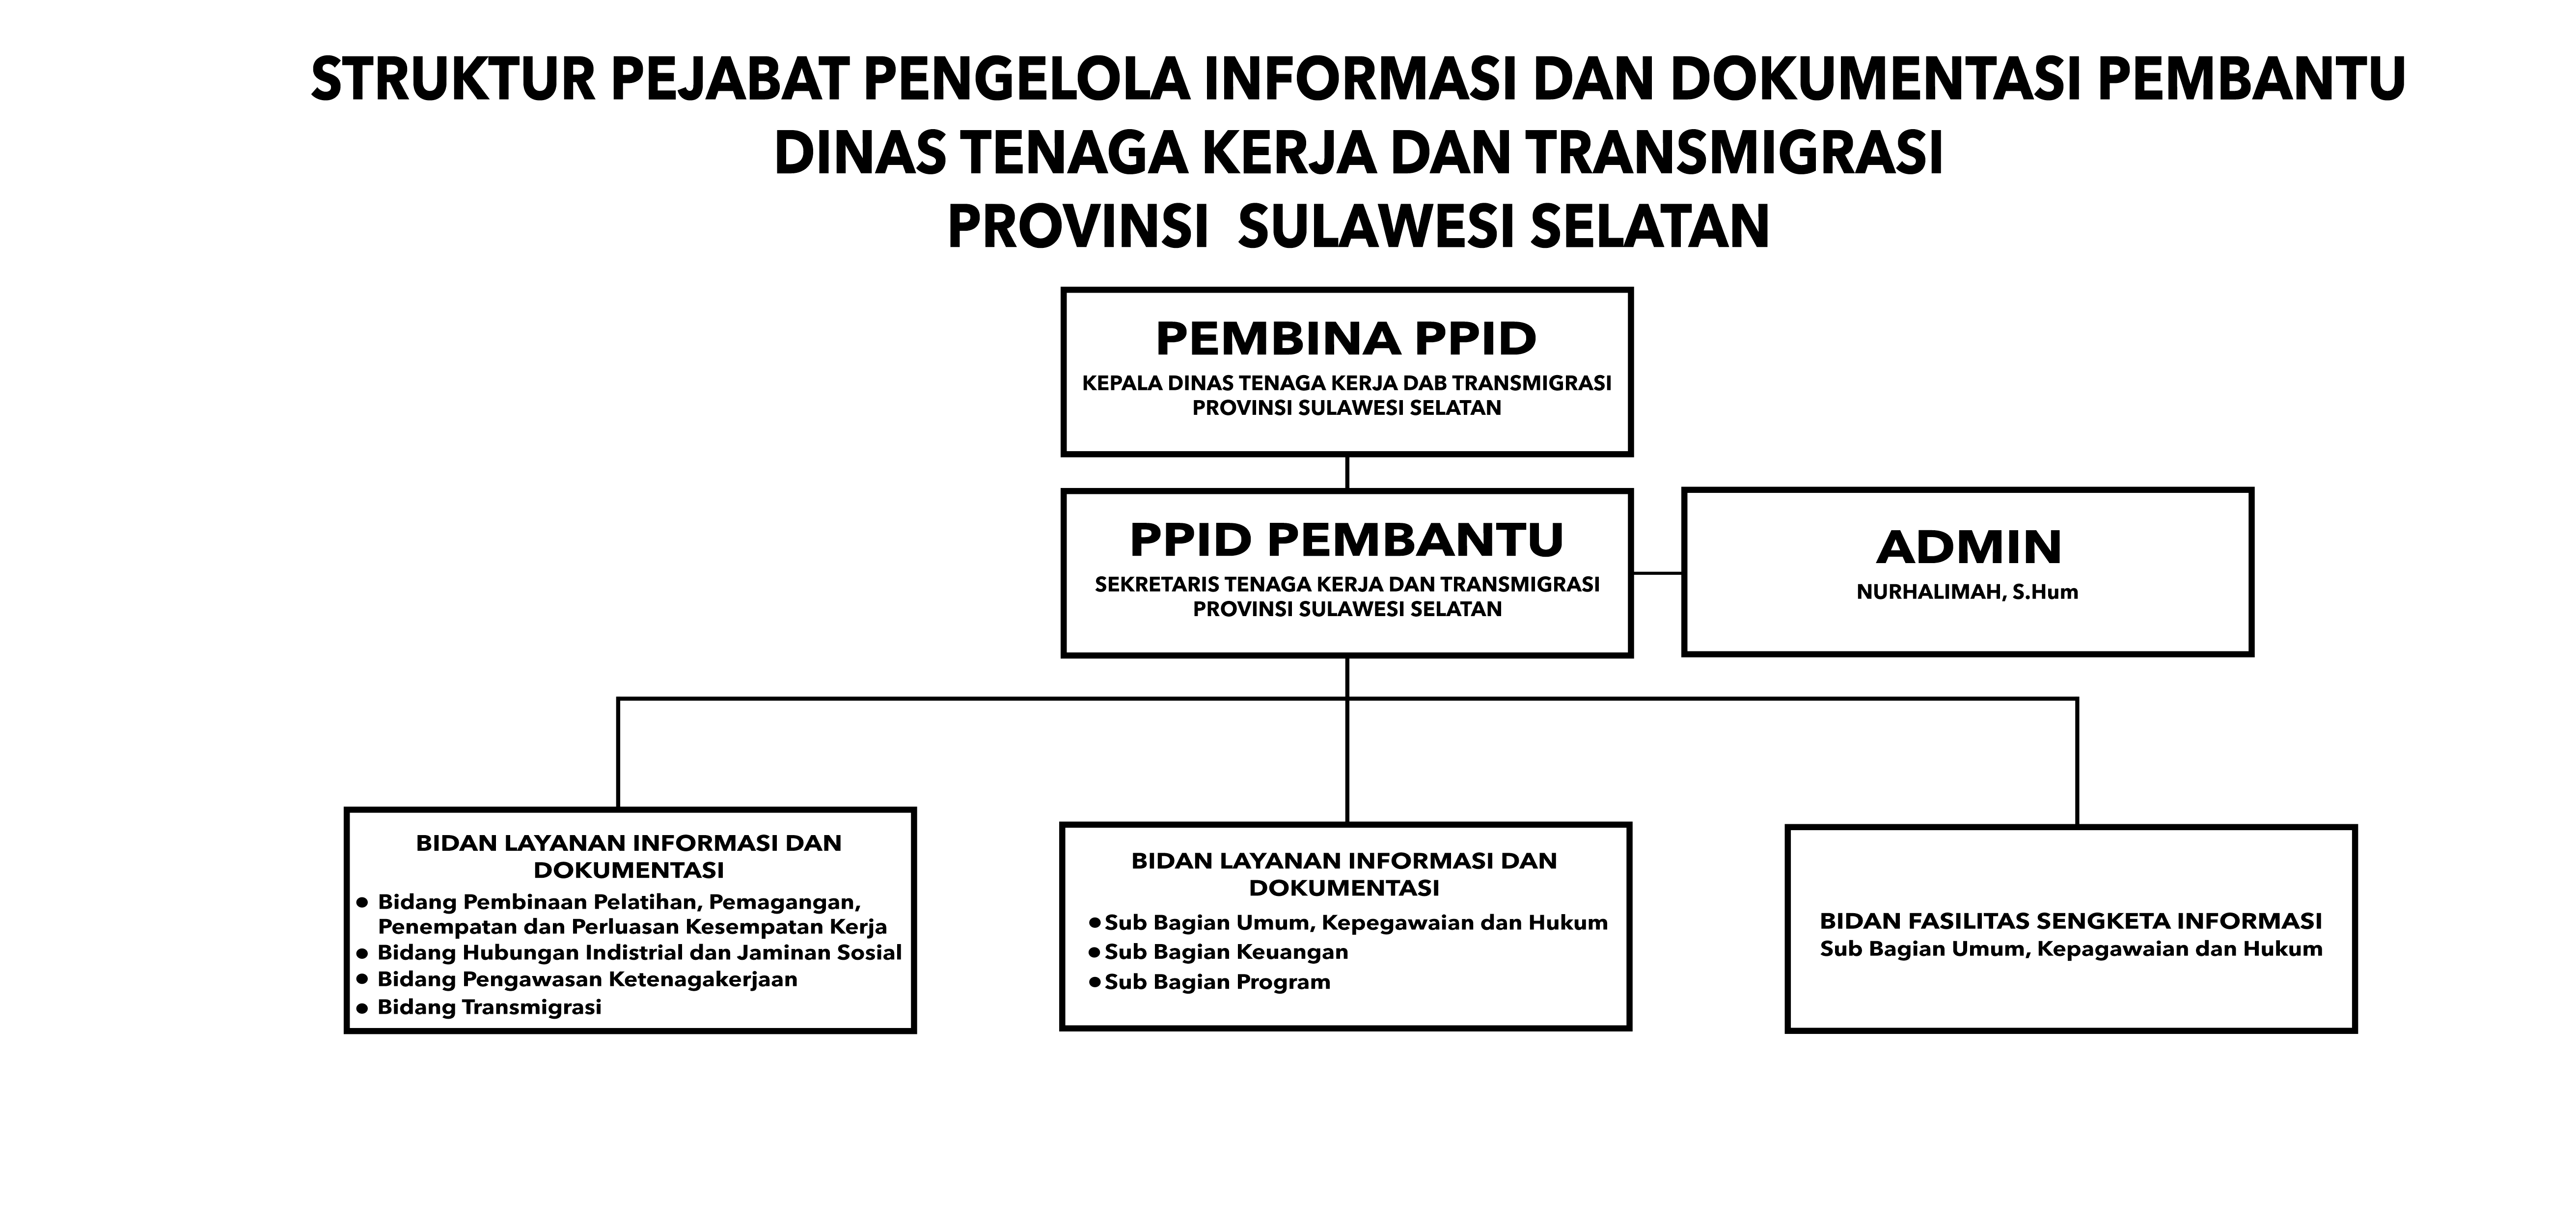 STRUKTUR PEJABAT PENGELOLA INFORMASI DAN DOKUMENTASI PEMBANTU
DINAS TENAGA KERJA DAN TRANSMIGRASI
PROVINSI  SULAWESI SELATAN
PEMBINA PPID
KEPALA DINAS TENAGA KERJA DAB TRANSMIGRASI
PROVINSI SULAWESI SELATAN
PPID PEMBANTU
SEKRETARIS TENAGA KERJA DAN TRANSMIGRASI
PROVINSI SULAWESI SELATAN
ADMIN
NURHALIMAH, S.Hum
BIDAN LAYANAN INFORMASI DAN
DOKUMENTASI
● Bidang Pembinaan Pelatihan, Pemagangan,
Penempatan dan Perluasan Kesempatan Kerja
● Bidang Hubungan Indistrial dan Jaminan Sosial
● Bidang Pengawasan Ketenagakerjaan
● Bidang Transmigrasi
BIDAN LAYANAN INFORMASI DAN
DOKUMENTASI
● Sub Bagian Umum, Kepegawaian dan Hukum
● Sub Bagian Keuangan
● Sub Bagian Program
BIDAN FASILITAS SENGKETA INFORMASI
Sub Bagian Umum, Kepagawaian dan Hukum